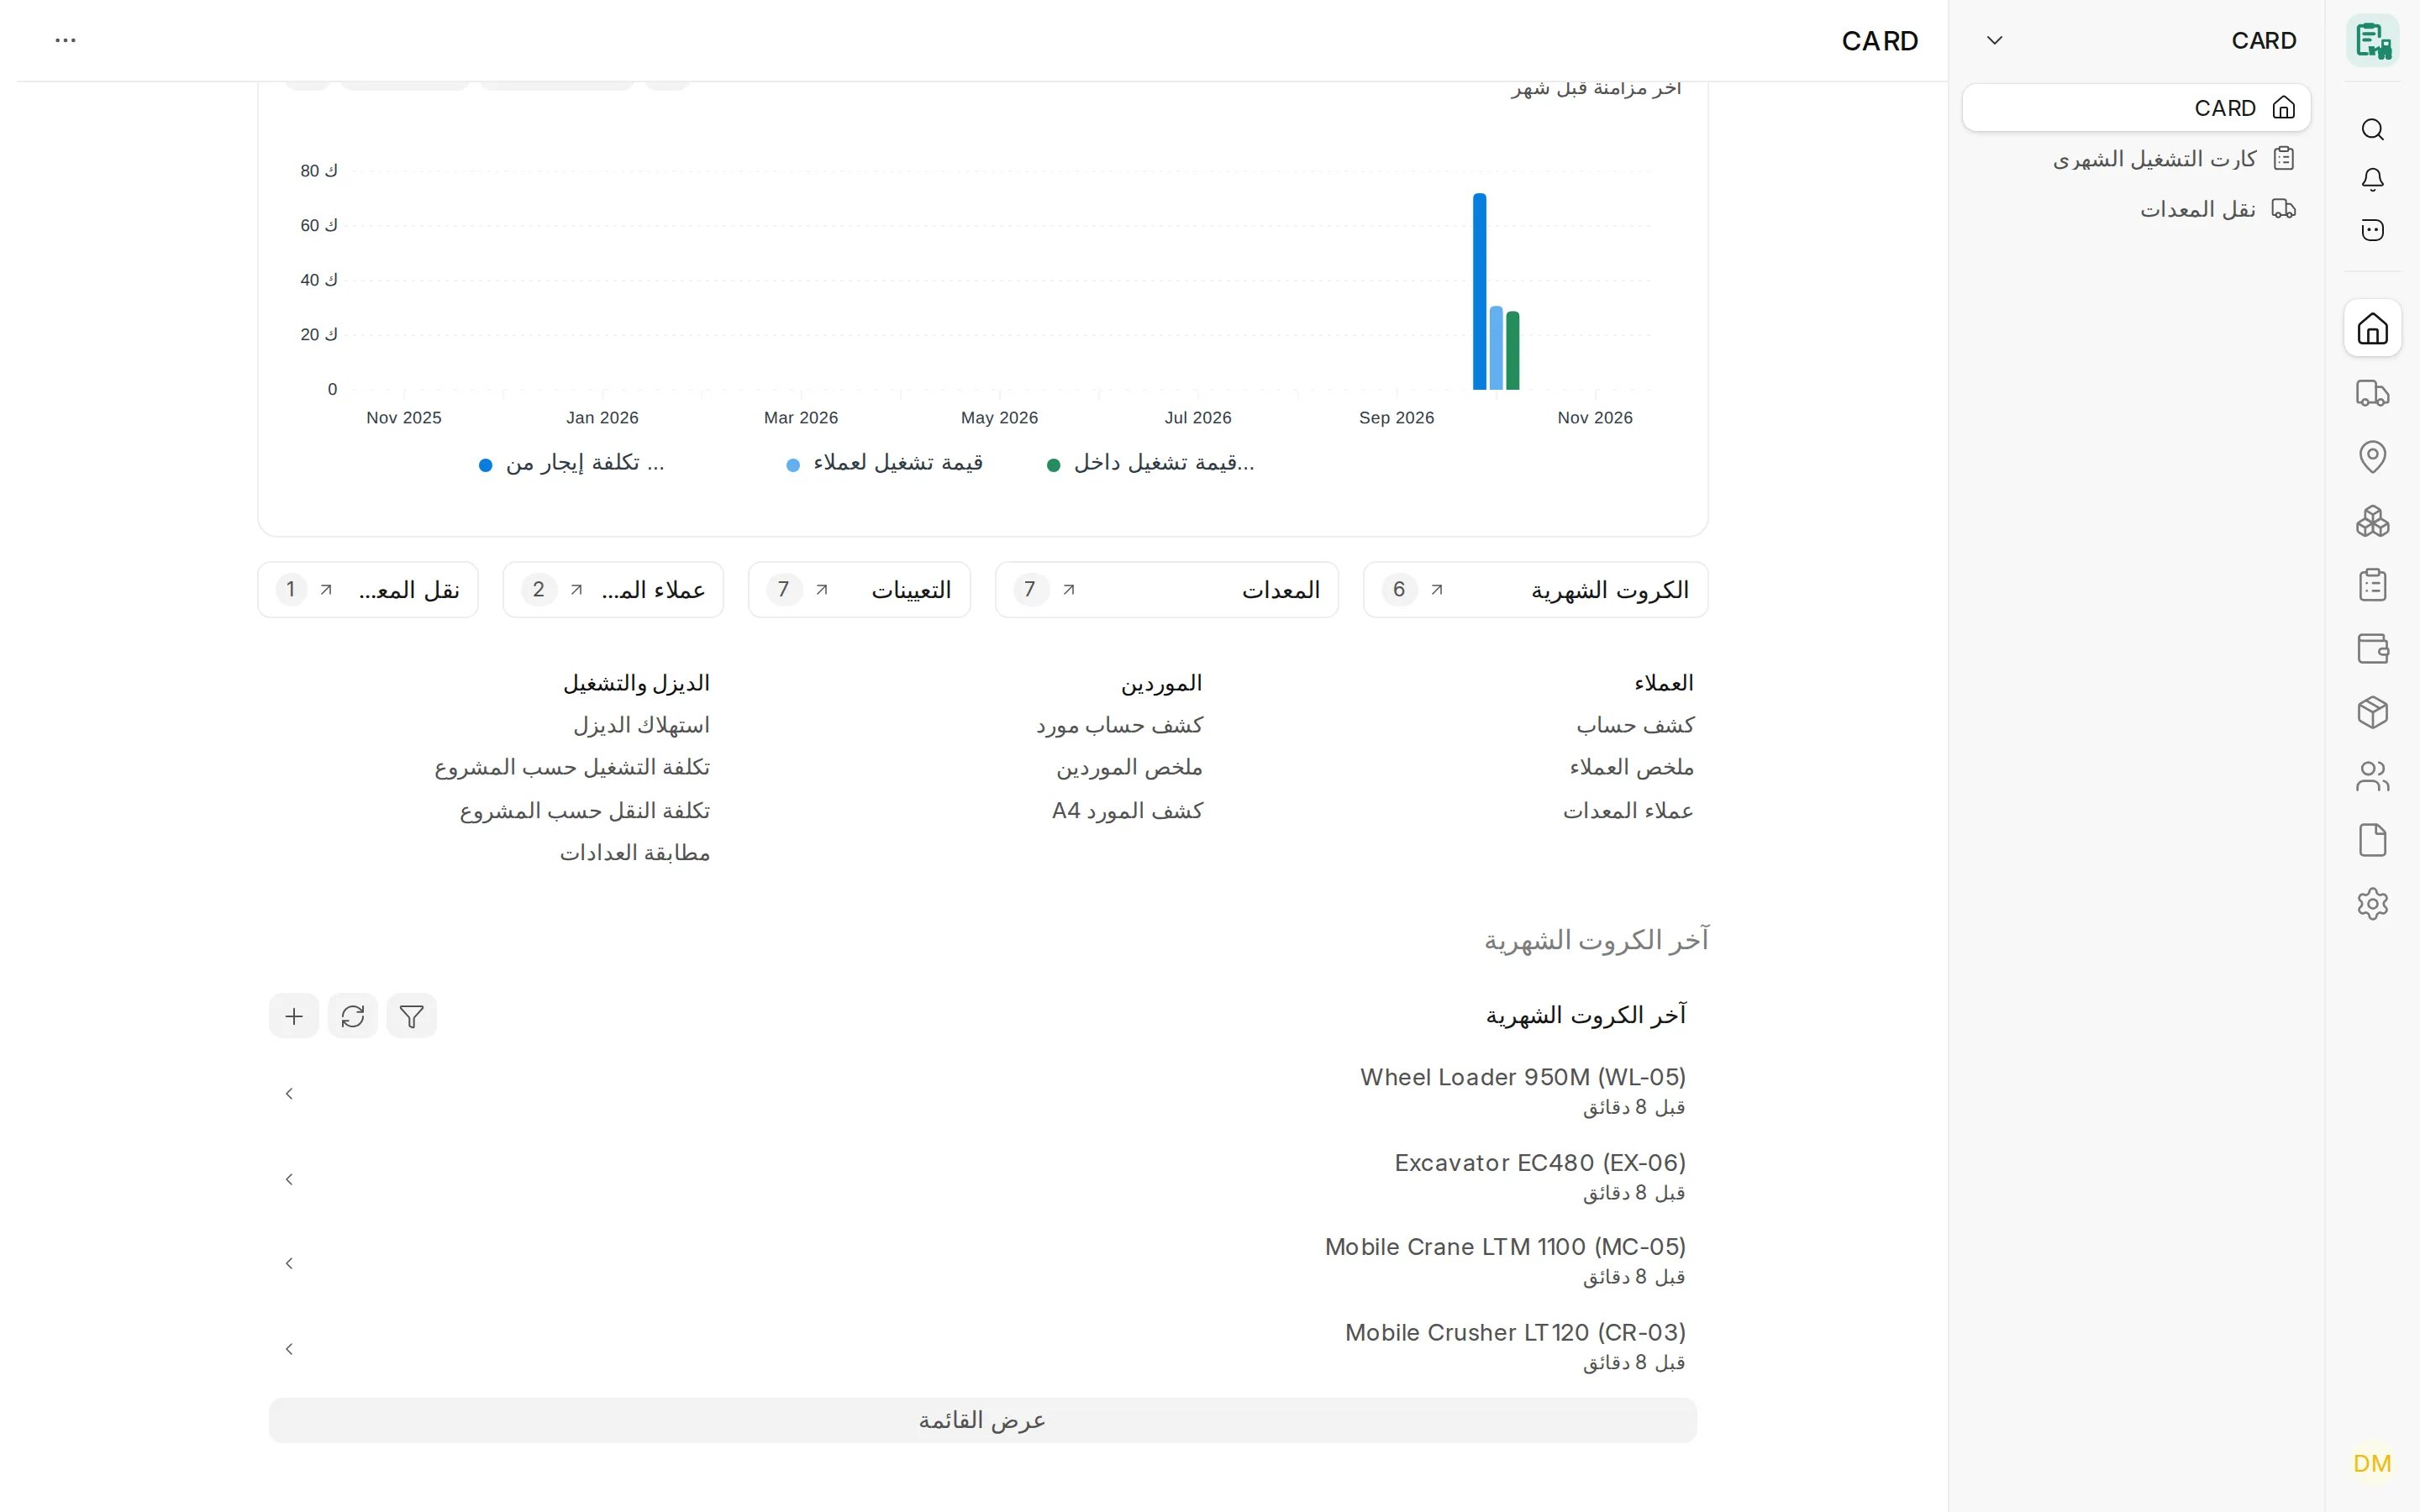 CARD
CARD
كارت التشغيل الشهرى
نقل المعدات
CARD
آخر مزامنة قبل شهر
80 ك
60 ك
40 ك
20 ك
0
Nov 2025
Jan 2026
Mar 2026
May 2026
Jul 2026
Sep 2026
Nov 2026
تكلفة إيجار من ...
قيمة تشغيل لعملاء
قيمة تشغيل داخل...
الكروت الشهرية 6
المعدات 7
التعيينات 7
عملاء المـ... 2
نقل المعـ... 1
العملاء
كشف حساب
ملخص العملاء
عملاء المعدات
الموردين
كشف حساب مورد
ملخص الموردين
كشف المورد A4
الديزل والتشغيل
استهلاك الديزل
تكلفة التشغيل حسب المشروع
تكلفة النقل حسب المشروع
مطابقة العدادات
آخر الكروت الشهرية
آخر الكروت الشهرية
Wheel Loader 950M (WL-05)
قبل 8 دقائق
Excavator EC480 (EX-06)
قبل 8 دقائق
Mobile Crane LTM 1100 (MC-05)
قبل 8 دقائق
Mobile Crusher LT120 (CR-03)
قبل 8 دقائق
عرض القائمة
DM